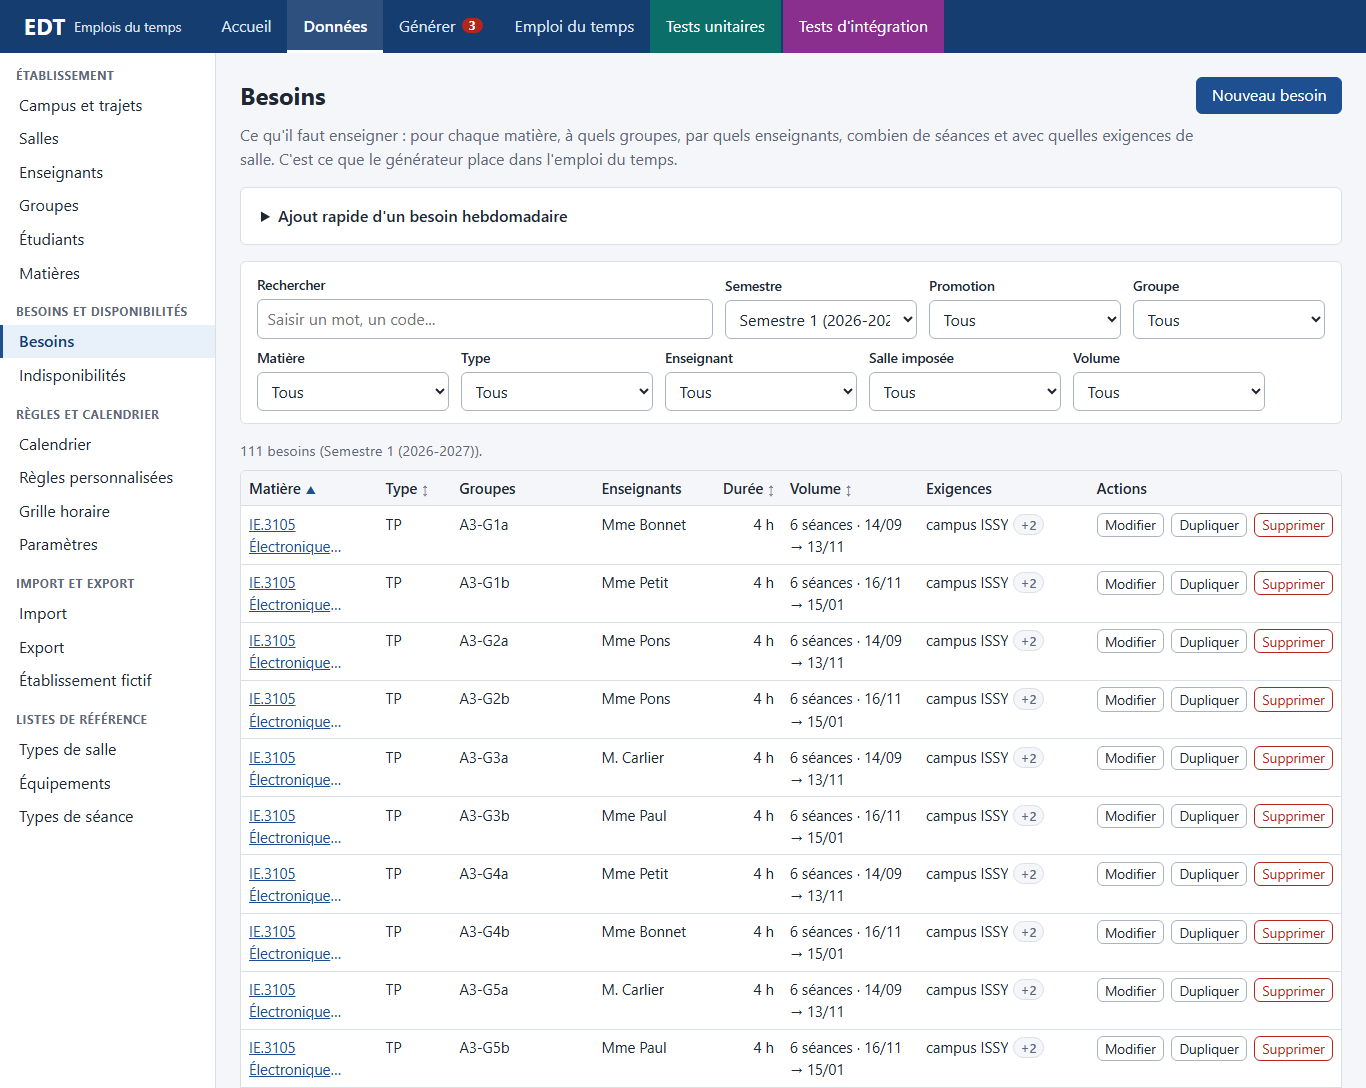 EDT Emplois du temps Accueil Données Générer 3 Emploi du temps Tests unitaires Tests d'intégration
ÉTABLISSEMENT
Campus et trajets
Salles
Enseignants
Groupes
Étudiants
Matières
BESOINS ET DISPONIBILITÉS
Besoins
Indisponibilités
RÈGLES ET CALENDRIER
Calendrier
Règles personnalisées
Grille horaire
Paramètres
IMPORT ET EXPORT
Import
Export
Établissement fictif
LISTES DE RÉFÉRENCE
Types de salle
Équipements
Types de séance
Besoins
Nouveau besoin
Ce qu'il faut enseigner : pour chaque matière, à quels groupes, par quels enseignants, combien de séances et avec quelles exigences de
salle. C'est ce que le générateur place dans l'emploi du temps.
▶ Ajout rapide d'un besoin hebdomadaire
Rechercher Semestre Promotion Groupe
Saisir un mot, un code... Semestre 1 (2026-202 Tous Tous
Matière Type Enseignant Salle imposée Volume
Tous Tous Tous Tous Tous
111 besoins (Semestre 1 (2026-2027)).
Matière ▲ Type ↕ Groupes Enseignants Durée ↕ Volume ↕ Exigences Actions
IE.3105 TP A3-G1a Mme Bonnet 4 h 6 séances · 14/09 campus ISSY +2 Modifier Dupliquer Supprimer
Électronique... → 13/11
IE.3105 TP A3-G1b Mme Petit 4 h 6 séances · 16/11 campus ISSY +2 Modifier Dupliquer Supprimer
Électronique... → 15/01
IE.3105 TP A3-G2a Mme Pons 4 h 6 séances · 14/09 campus ISSY +2 Modifier Dupliquer Supprimer
Électronique... → 13/11
IE.3105 TP A3-G2b Mme Pons 4 h 6 séances · 16/11 campus ISSY +2 Modifier Dupliquer Supprimer
Électronique... → 15/01
IE.3105 TP A3-G3a M. Carlier 4 h 6 séances · 14/09 campus ISSY +2 Modifier Dupliquer Supprimer
Électronique... → 13/11
IE.3105 TP A3-G3b Mme Paul 4 h 6 séances · 16/11 campus ISSY +2 Modifier Dupliquer Supprimer
Électronique... → 15/01
IE.3105 TP A3-G4a Mme Petit 4 h 6 séances · 14/09 campus ISSY +2 Modifier Dupliquer Supprimer
Électronique... → 13/11
IE.3105 TP A3-G4b Mme Bonnet 4 h 6 séances · 16/11 campus ISSY +2 Modifier Dupliquer Supprimer
Électronique... → 15/01
IE.3105 TP A3-G5a M. Carlier 4 h 6 séances · 14/09 campus ISSY +2 Modifier Dupliquer Supprimer
Électronique... → 13/11
IE.3105 TP A3-G5b Mme Paul 4 h 6 séances · 16/11 campus ISSY +2 Modifier Dupliquer Supprimer
Électronique... → 15/01